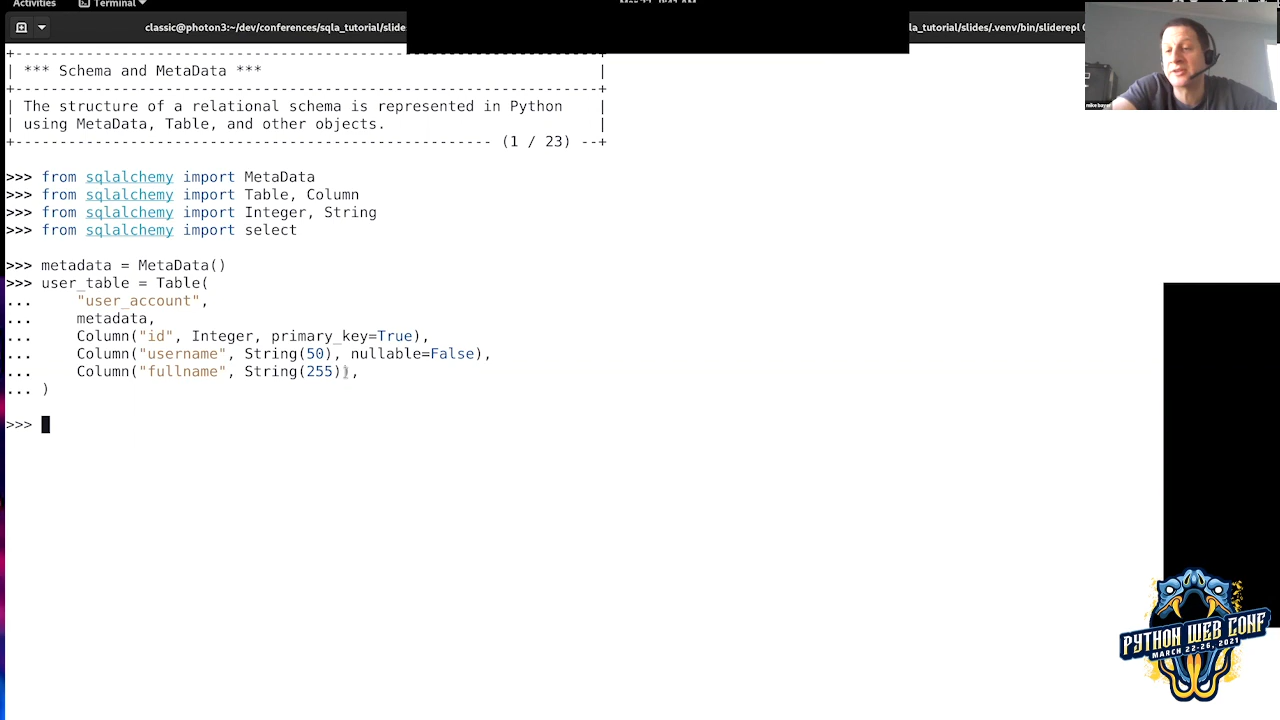 Activities
Terminal
classic@photon3:~/dev/conferences/sqla_tutorial/slide
la_tutorial/slides/.venv/bin/sliderepl
mike bayer
+------------------------------------------------------------------+
| *** Schema and MetaData ***                                      |
+------------------------------------------------------------------+
| The structure of a relational schema is represented in Python    |
| using MetaData, Table, and other objects.                        |
+----------------------------------------------------- (1 / 23) --+
>>> from sqlalchemy import MetaData
>>> from sqlalchemy import Table, Column
>>> from sqlalchemy import Integer, String
>>> from sqlalchemy import select
>>> metadata = MetaData()
>>> user_table = Table(
...     "user_account",
...     metadata,
...     Column("id", Integer, primary_key=True),
...     Column("username", String(50), nullable=False),
...     Column("fullname", String(255)),
... )
>>>
PYTHON WEB CONF
MARCH 22-26, 2021